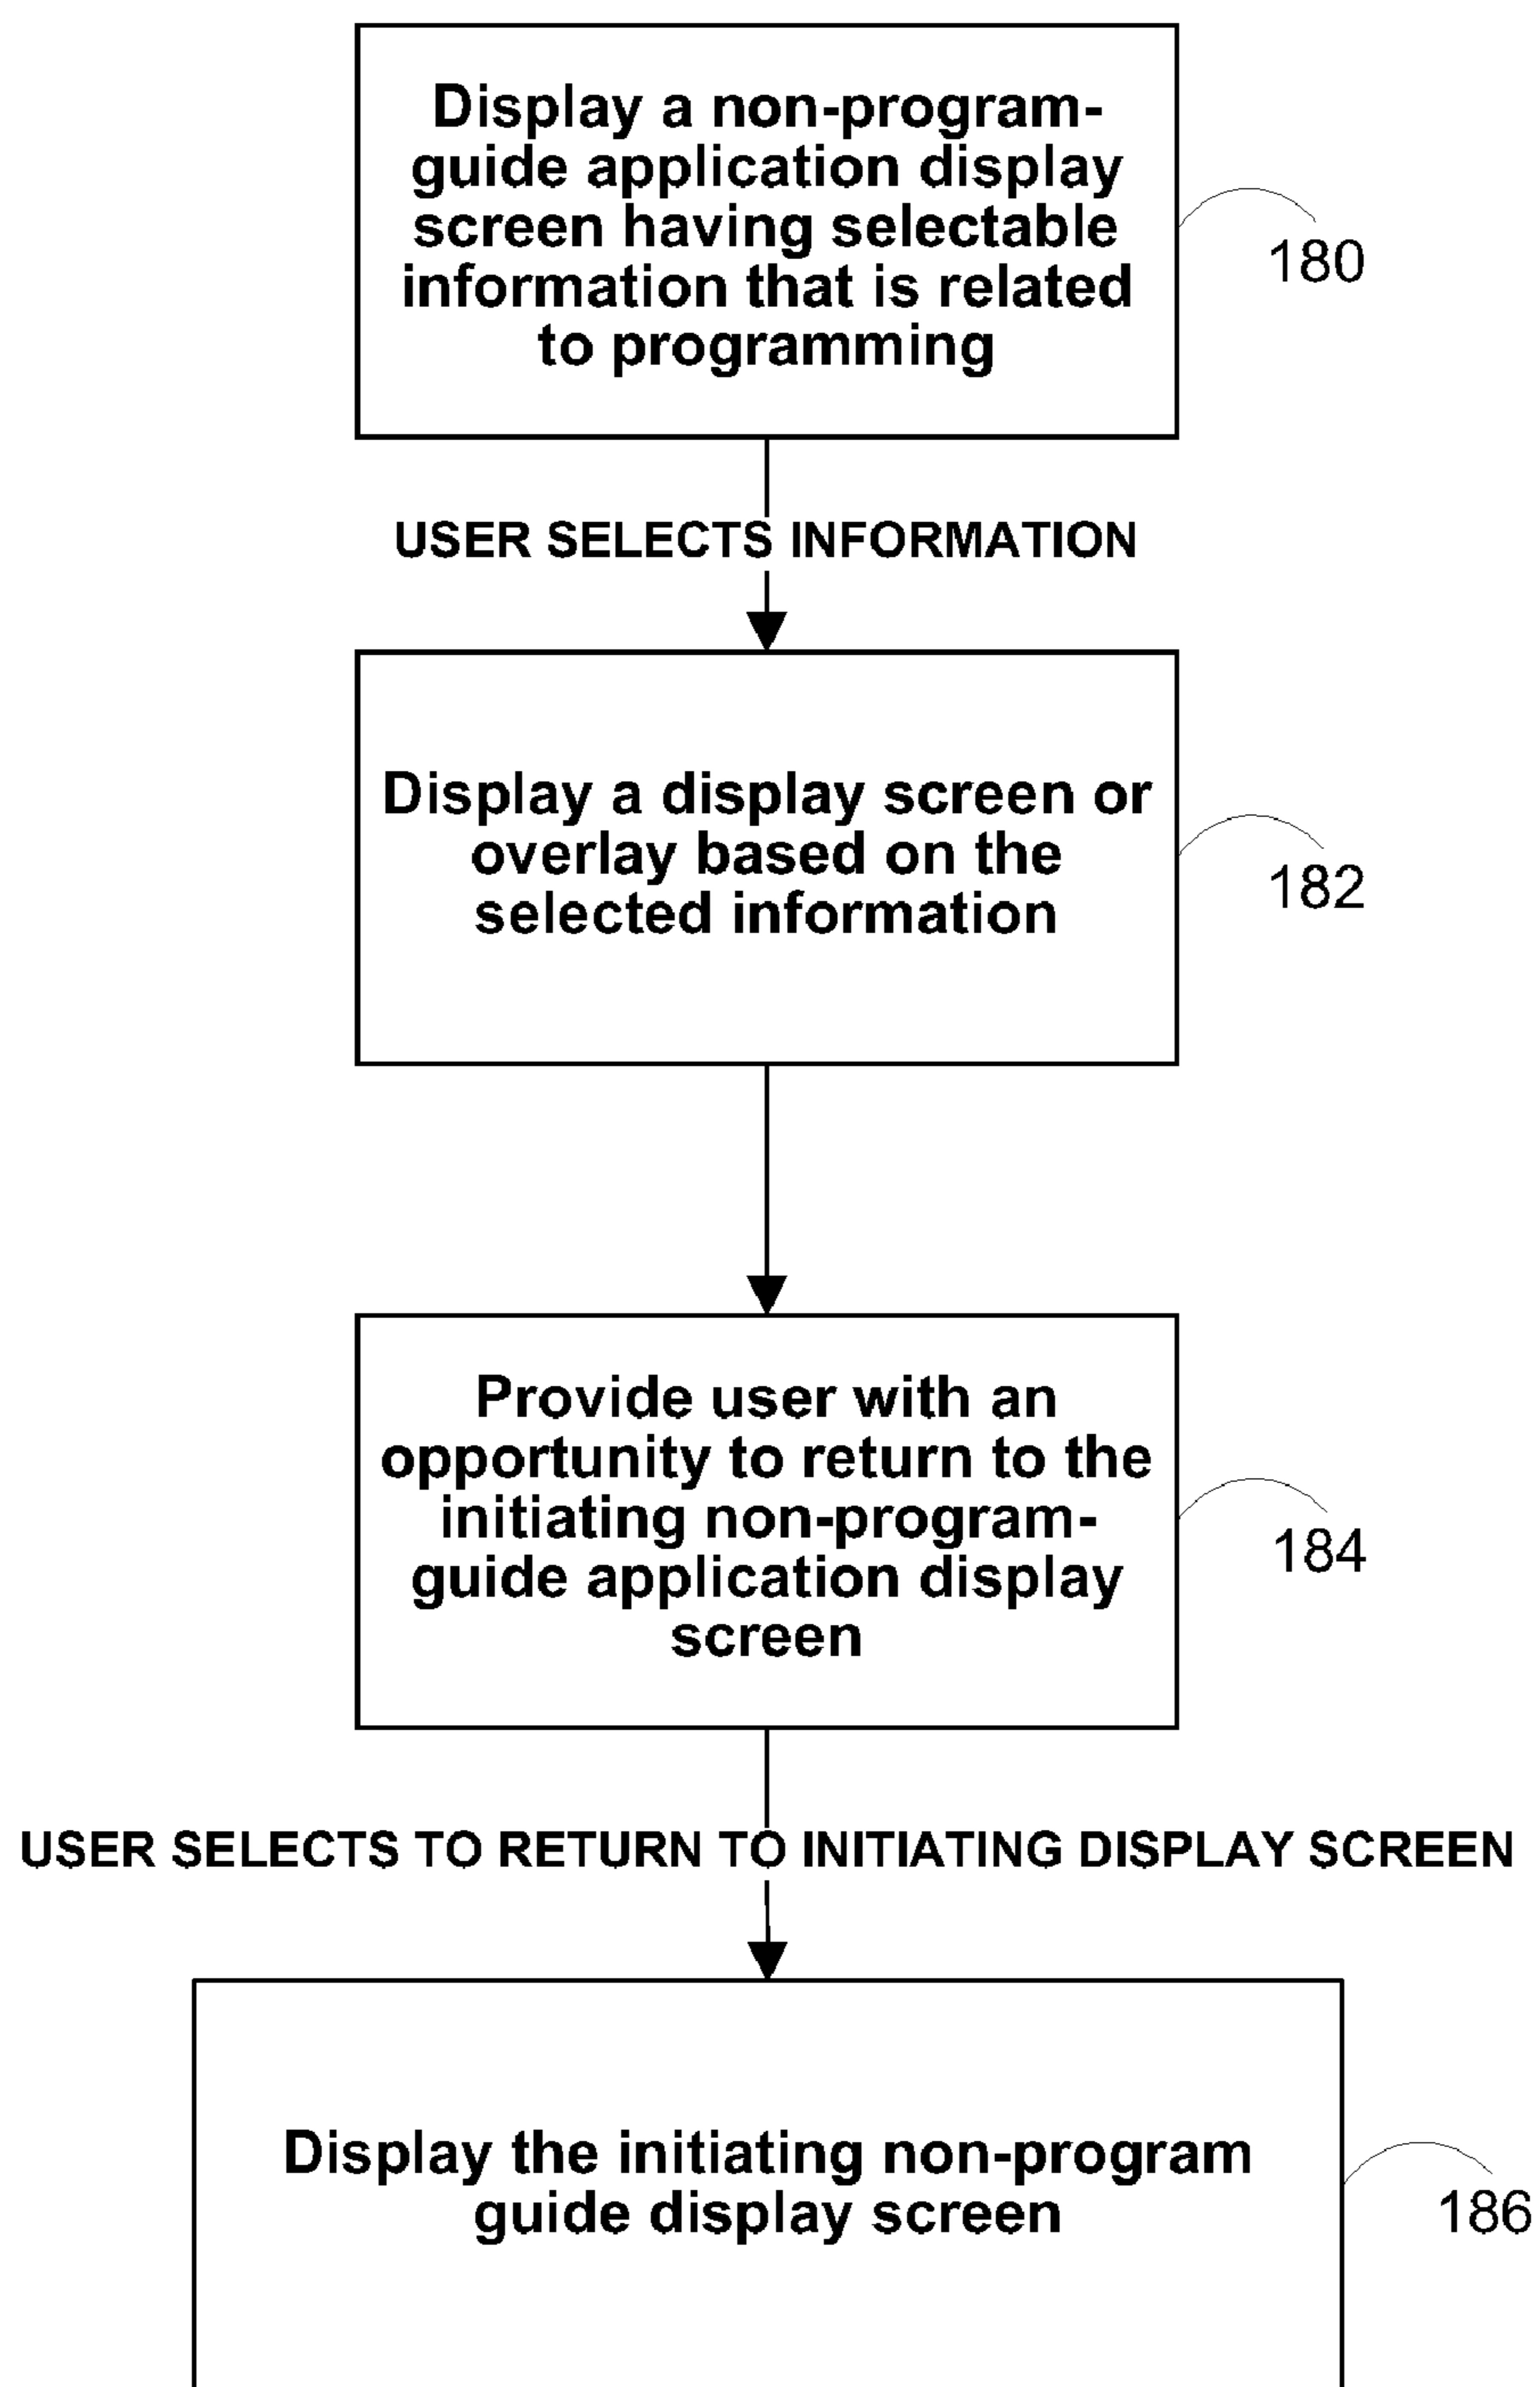 Display a non-program-
guide application display
screen having selectable
information that is related
to programming
180
USER SELECTS INFORMATION
Display a display screen or
overlay based on the
selected information
182
Provide user with an
opportunity to return to the
initiating non-program-
guide application display
screen
184
USER SELECTS TO RETURN TO INITIATING DISPLAY SCREEN
Display the initiating non-program
guide display screen
186